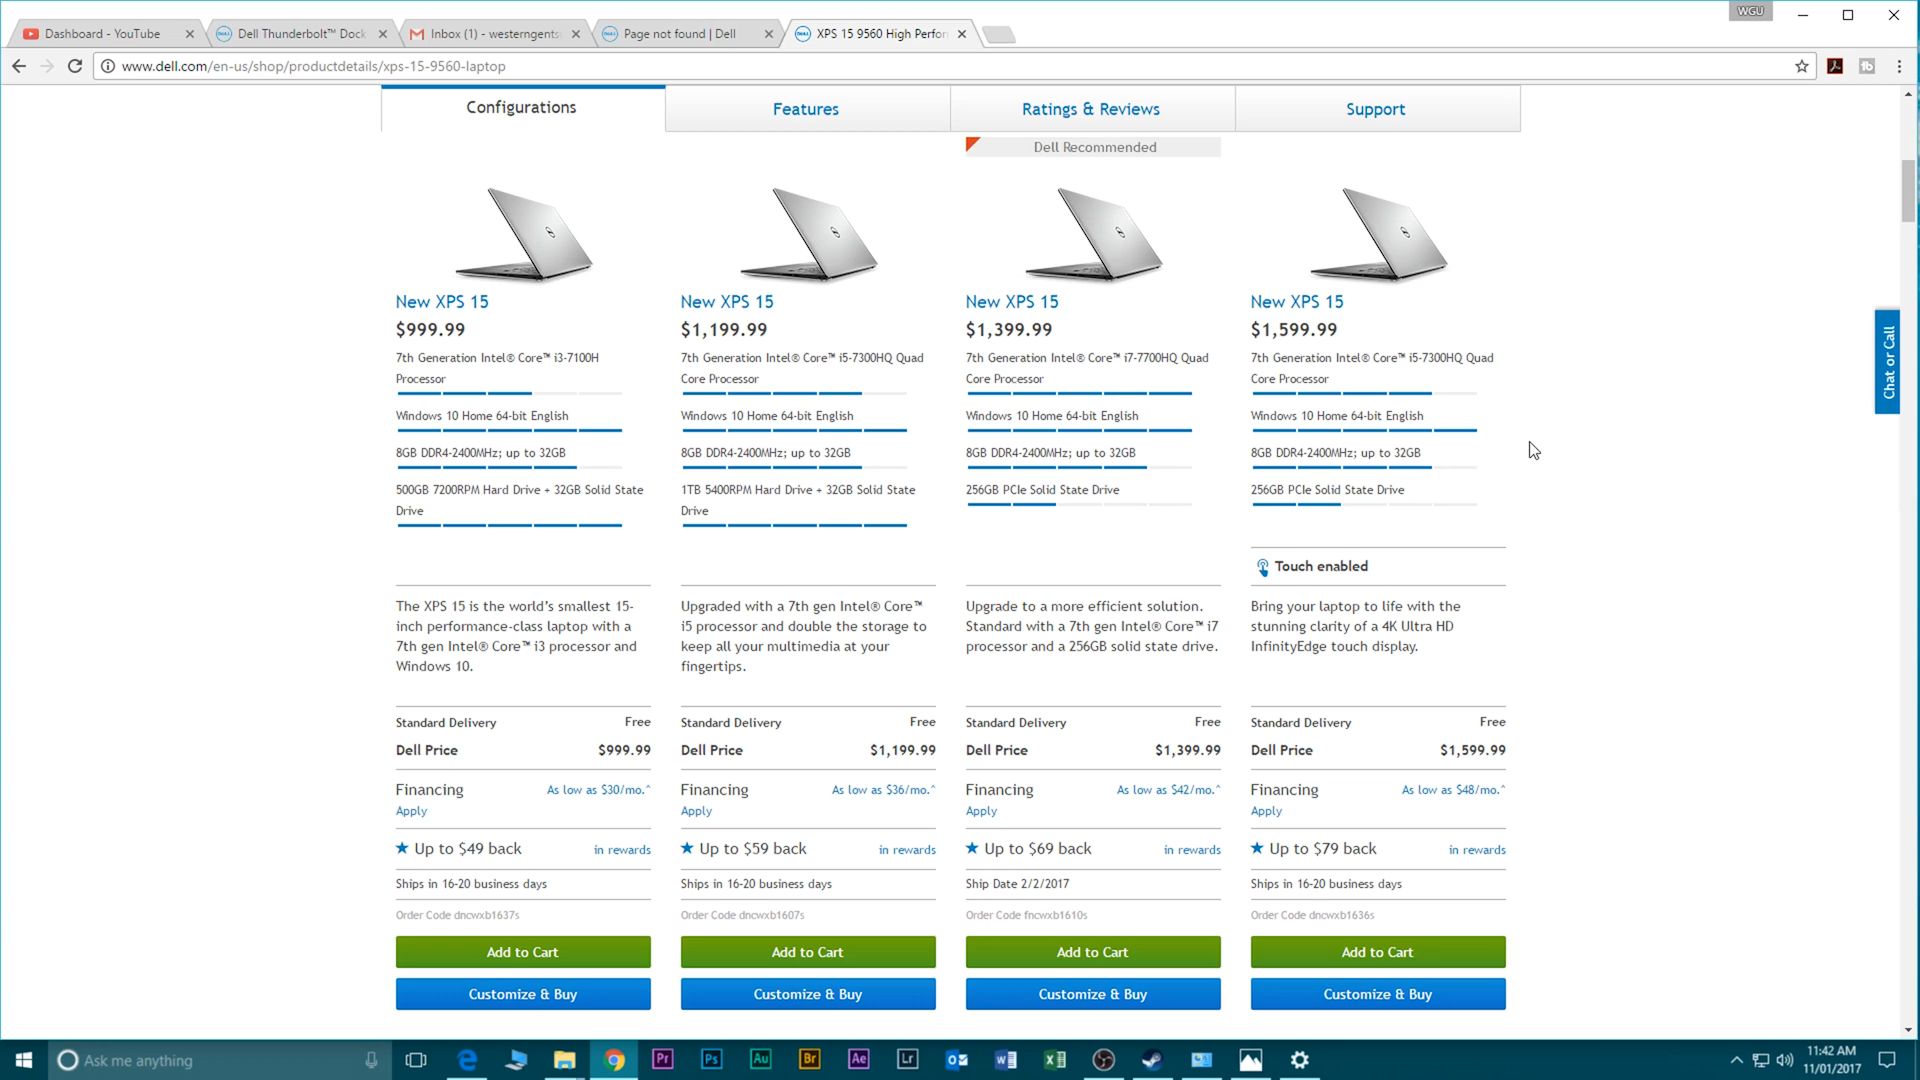 WGU
Dashboard - YouTube
Dell Thunderbolt™ Dock
Inbox (1) - westerngents
Page not found | Dell
XPS 15 9560 High Perfor
www.dell.com/en-us/shop/productdetails/xps-15-9560-laptop
Configurations
Features
Ratings & Reviews
Support
Dell Recommended
New XPS 15
$999.99
7th Generation Intel® Core™ i3-7100H
Processor
Windows 10 Home 64-bit English
8GB DDR4-2400MHz; up to 32GB
500GB 7200RPM Hard Drive + 32GB Solid State
Drive
The XPS 15 is the world's smallest 15-
inch performance-class laptop with a
7th gen Intel® Core™ i3 processor and
Windows 10.
Standard Delivery Free
Dell Price $999.99
Financing As low as $30/mo.^
Apply
Up to $49 back in rewards
Ships in 16-20 business days
Order Code dncwxb1637s
Add to Cart
Customize & Buy
New XPS 15
$1,199.99
7th Generation Intel® Core™ i5-7300HQ Quad
Core Processor
Windows 10 Home 64-bit English
8GB DDR4-2400MHz; up to 32GB
1TB 5400RPM Hard Drive + 32GB Solid State
Drive
Upgraded with a 7th gen Intel® Core™
i5 processor and double the storage to
keep all your multimedia at your
fingertips.
Standard Delivery Free
Dell Price $1,199.99
Financing As low as $36/mo.^
Apply
Up to $59 back in rewards
Ships in 16-20 business days
Order Code dncwxb1607s
Add to Cart
Customize & Buy
New XPS 15
$1,399.99
7th Generation Intel® Core™ i7-7700HQ Quad
Core Processor
Windows 10 Home 64-bit English
8GB DDR4-2400MHz; up to 32GB
256GB PCIe Solid State Drive
Upgrade to a more efficient solution.
Standard with a 7th gen Intel® Core™ i7
processor and a 256GB solid state drive.
Standard Delivery Free
Dell Price $1,399.99
Financing As low as $42/mo.^
Apply
Up to $69 back in rewards
Ship Date 2/2/2017
Order Code fncwxb1610s
Add to Cart
Customize & Buy
New XPS 15
$1,599.99
7th Generation Intel® Core™ i5-7300HQ Quad
Core Processor
Windows 10 Home 64-bit English
8GB DDR4-2400MHz; up to 32GB
256GB PCIe Solid State Drive
Touch enabled
Bring your laptop to life with the
stunning clarity of a 4K Ultra HD
InfinityEdge touch display.
Standard Delivery Free
Dell Price $1,599.99
Financing As low as $48/mo.^
Apply
Up to $79 back in rewards
Ships in 16-20 business days
Order Code dncwxb1636s
Add to Cart
Customize & Buy
Chat or Call
Ask me anything
Pr
Ps
Au
Br
Ae
Lr
11:42 AM
11/01/2017